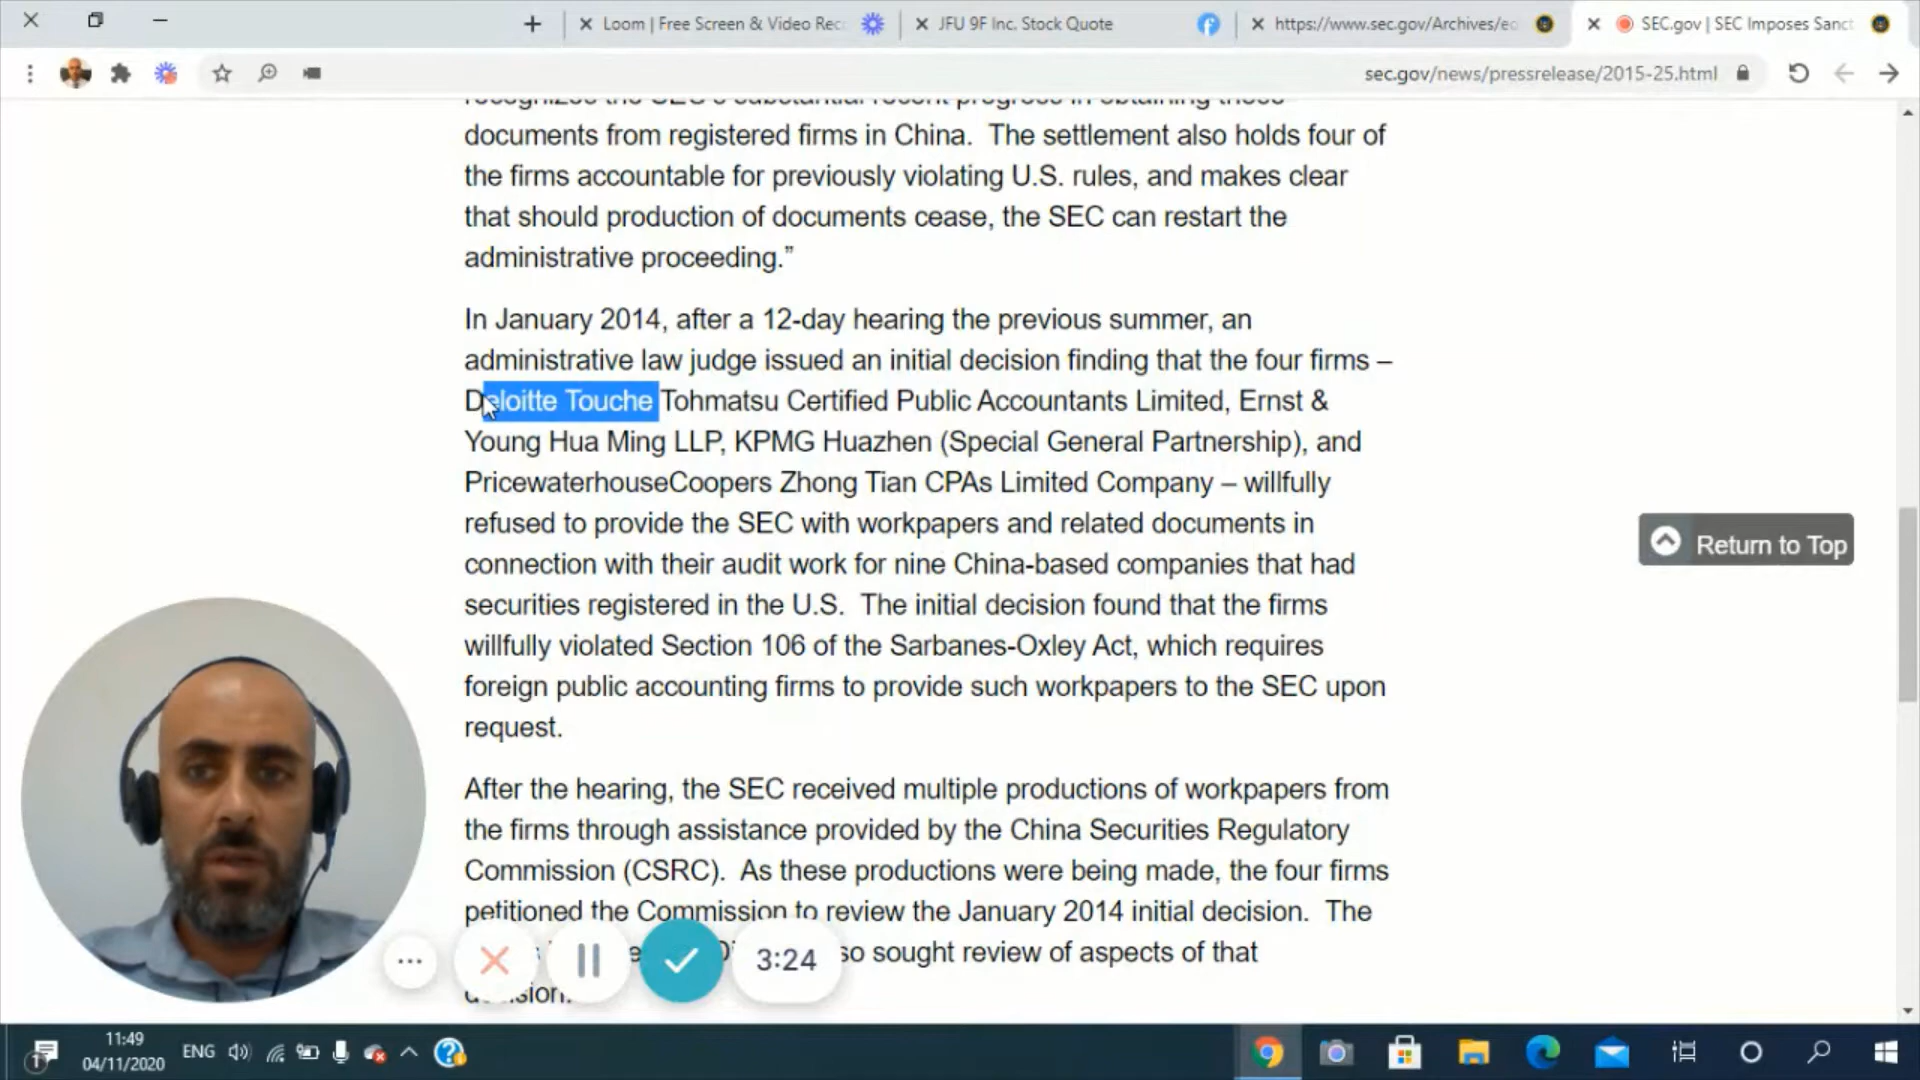 Loom | Free Screen & Video Rec
JFU 9F Inc. Stock Quote
https://www.sec.gov/Archives/ed
SEC.gov | SEC Imposes Sanct
sec.gov/news/pressrelease/2015-25.html
recognizes the SEC's substantial recent progress in obtaining these
documents from registered firms in China. The settlement also holds four of
the firms accountable for previously violating U.S. rules, and makes clear
that should production of documents cease, the SEC can restart the
administrative proceeding.”
In January 2014, after a 12-day hearing the previous summer, an
administrative law judge issued an initial decision finding that the four firms –
Deloitte Touche Tohmatsu Certified Public Accountants Limited, Ernst &
Young Hua Ming LLP, KPMG Huazhen (Special General Partnership), and
PricewaterhouseCoopers Zhong Tian CPAs Limited Company – willfully
refused to provide the SEC with workpapers and related documents in
connection with their audit work for nine China-based companies that had
securities registered in the U.S. The initial decision found that the firms
willfully violated Section 106 of the Sarbanes-Oxley Act, which requires
foreign public accounting firms to provide such workpapers to the SEC upon
request.
Return to Top
After the hearing, the SEC received multiple productions of workpapers from
the firms through assistance provided by the China Securities Regulatory
Commission (CSRC). As these productions were being made, the four firms
petitioned the Commission to review the January 2014 initial decision. The
so sought review of aspects of that
3:24
11:49
04/11/2020
ENG
1